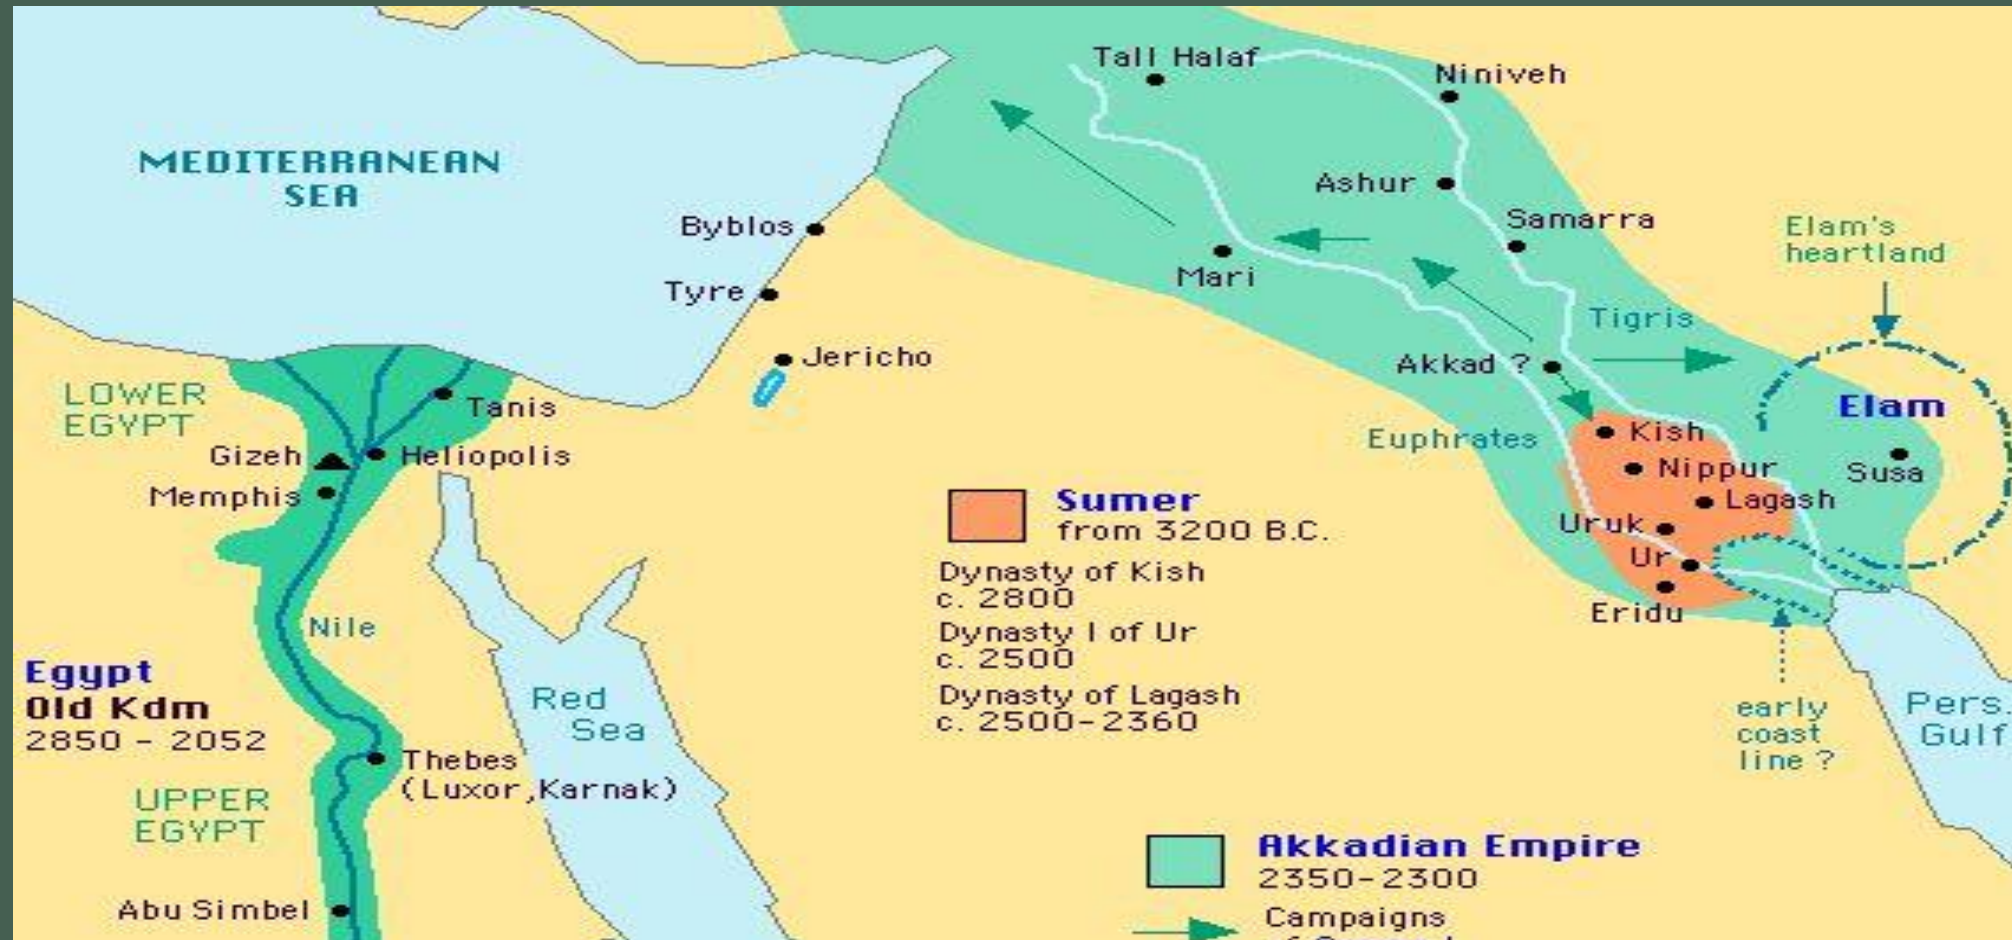 Tall Halaf
Niniveh
MEDITERRANEAN
SEA
Ashur
Samarra
Byblos
Elam's
heartland
Mari
Tyre
Tigris
Jericho
Akkad ?
LOWER
EGYPT
Tanis
Elam
Euphrates
Kish
Gizeh
Heliopolis
Nippur
Susa
Memphis
Lagash
Sumer
from 3200 B.C.
Uruk
Ur
Dynasty of Kish
c. 2800
Eridu
Nile
Dynasty I of Ur
c. 2500
Egypt
Old Kdm
2850 - 2052
Red
Sea
Dynasty of Lagash
c. 2500-2360
early
coast
line ?
Pers.
Gulf
Thebes
(Luxor,Karnak)
UPPER
EGYPT
Akkadian Empire
2350-2300
Abu Simbel
Campaigns